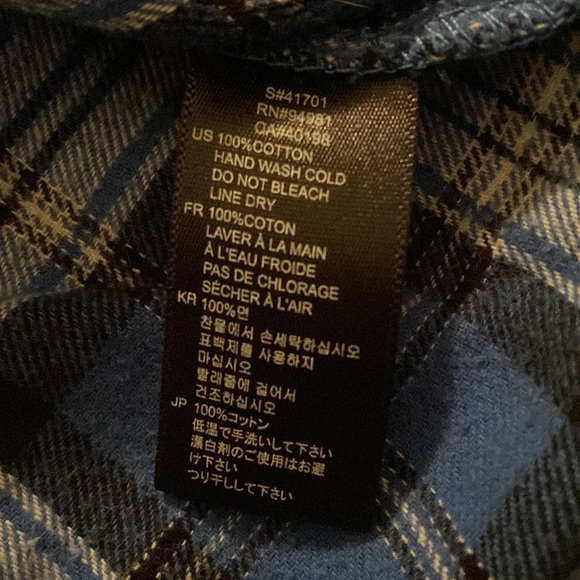 S#41701
RN#94981
CA#40198
US 100%COTTON
HAND WASH COLD
DO NOT BLEACH
LINE DRY
FR 100%COTON
LAVER À LA MAIN
À L'EAU FROIDE
PAS DE CHLORAGE
SÉCHER À L'AIR
KR 100%면
찬물에서 손세탁하십시오
표백제를 사용하지
마십시오
빨래줄에 걸어서
건조하십시오
JP 100%コットン
低温で手洗いして下さい
漂白剤のご使用はお避
け下さい
つり干しして下さい